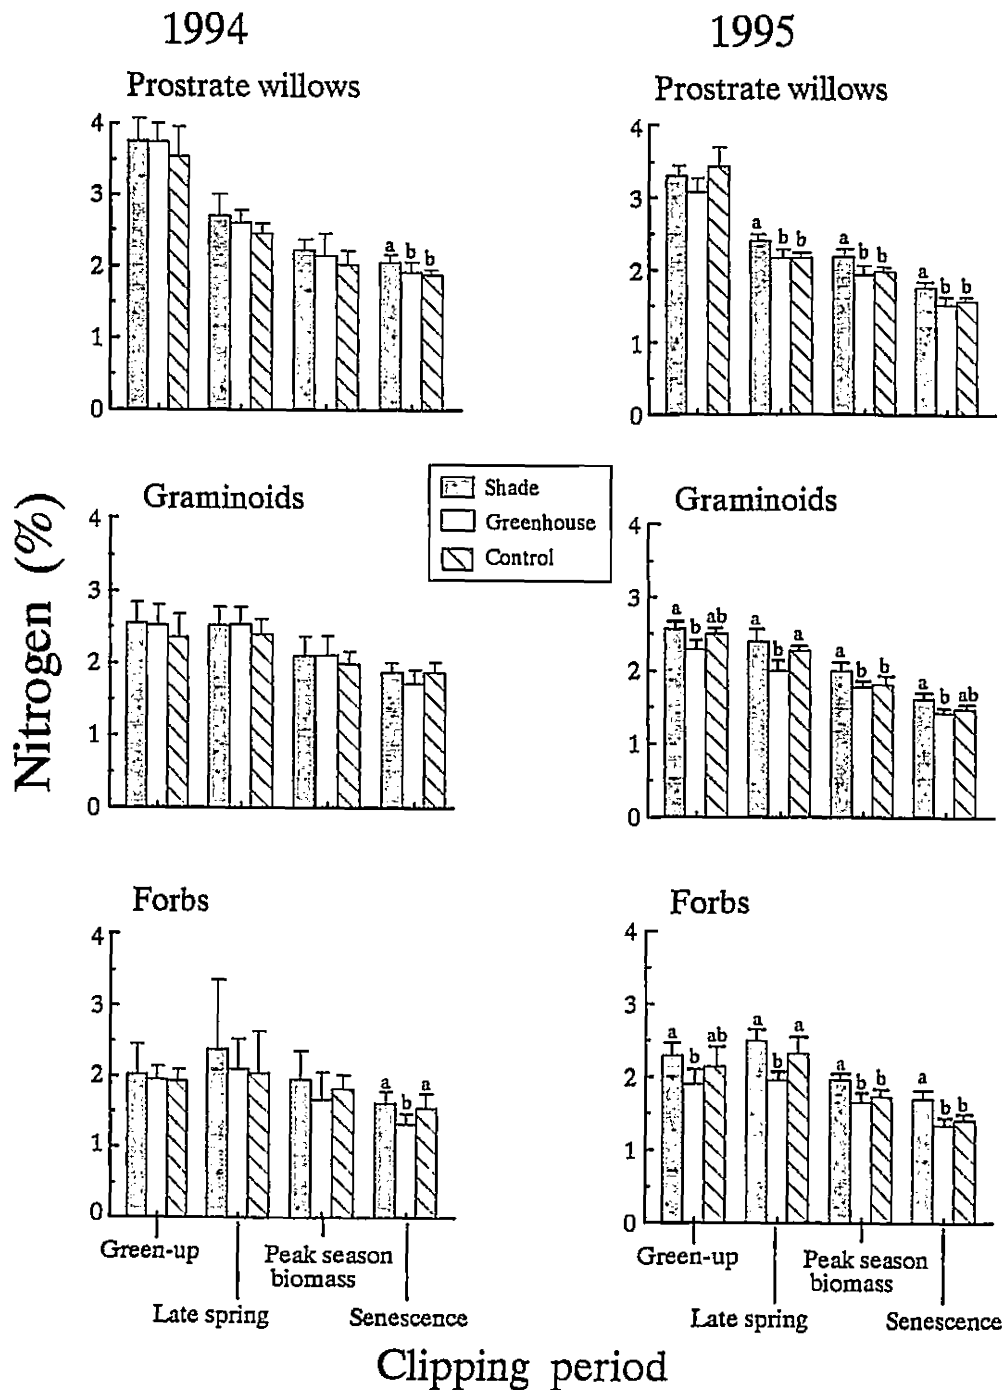 1994
1995
Prostrate willows
Prostrate willows
4
3
2
1
0
a b b
4
3
2
1
0
a b b
a b b
a b b
Graminoids
Graminoids
Shade
Greenhouse
Control
Nitrogen (%)
4
3
2
1
0
4
3
2
1
0
a b ab
a b a
a b b
a b ab
Forbs
Forbs
4
3
2
1
0
a b a
4
3
2
1
0
a b ab
a b a
a b b
a b b
Green-up
Late spring
Peak season
biomass
Senescence
Green-up
Late spring
Peak season
biomass
Senescence
Clipping period